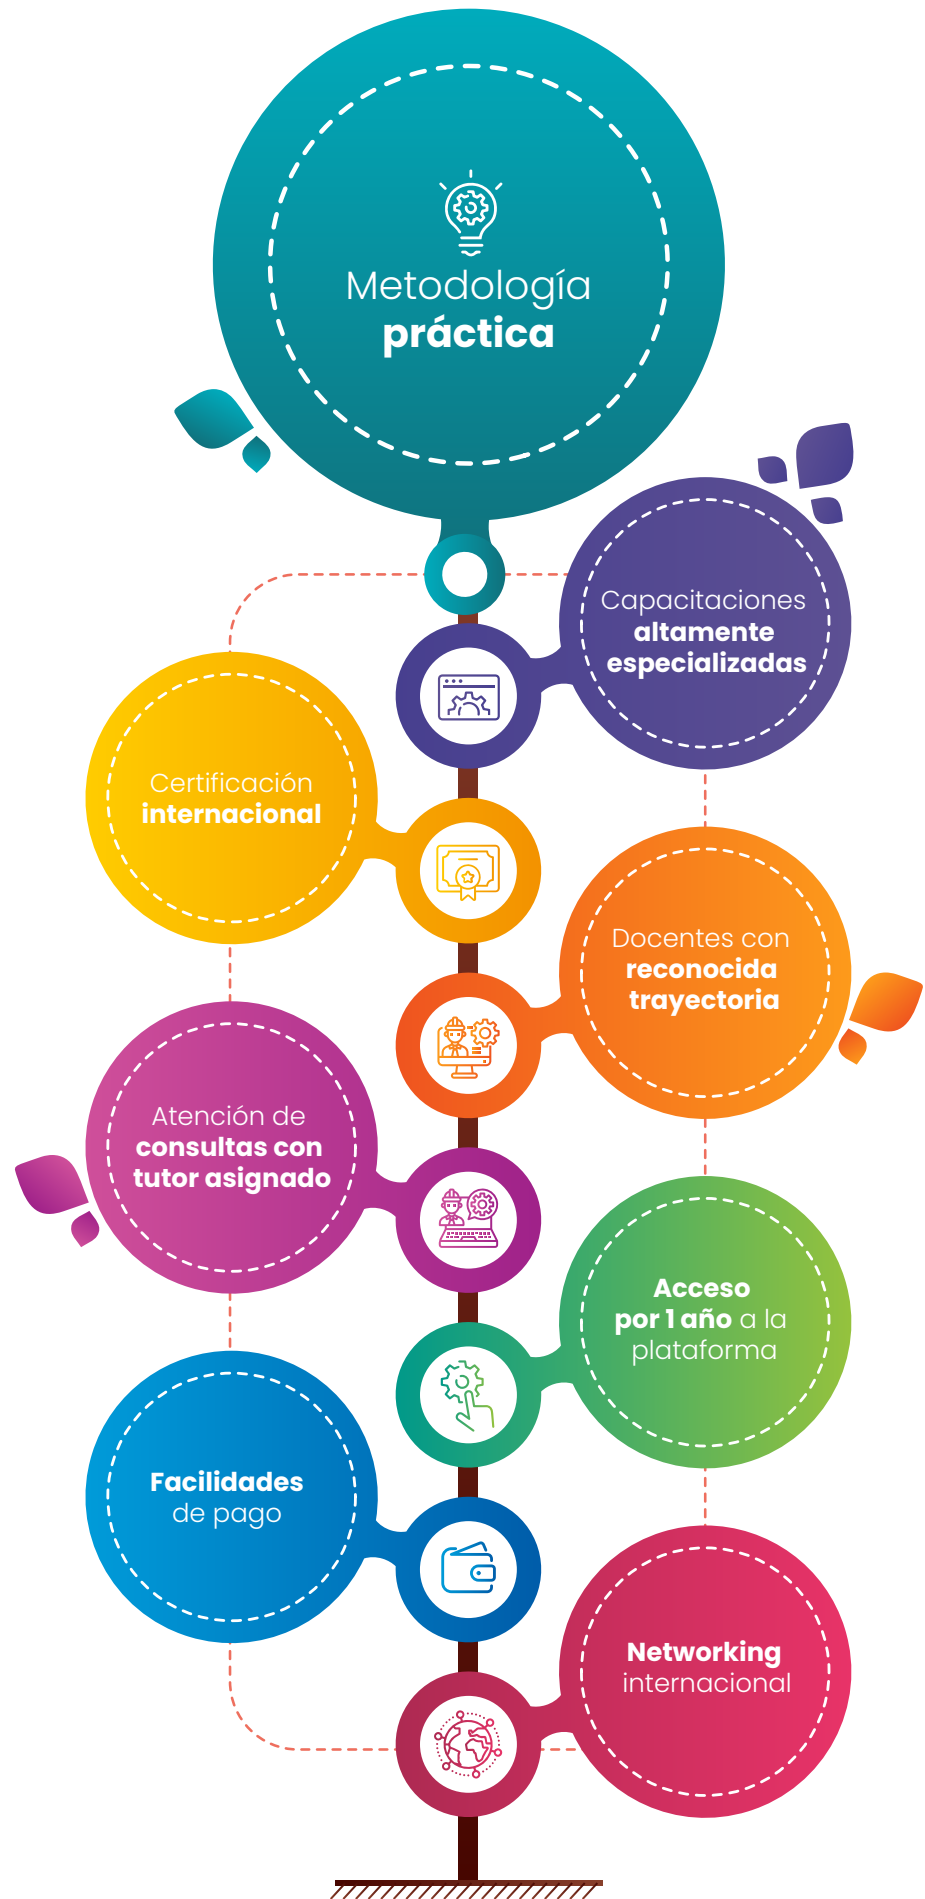 Metodología
práctica
Capacitaciones
altamente
especializadas
Certificación
internacional
Docentes con
reconocida
trayectoria
Atención de
consultas con
tutor asignado
Acceso
por 1 año a la
plataforma
Facilidades
de pago
Networking
internacional